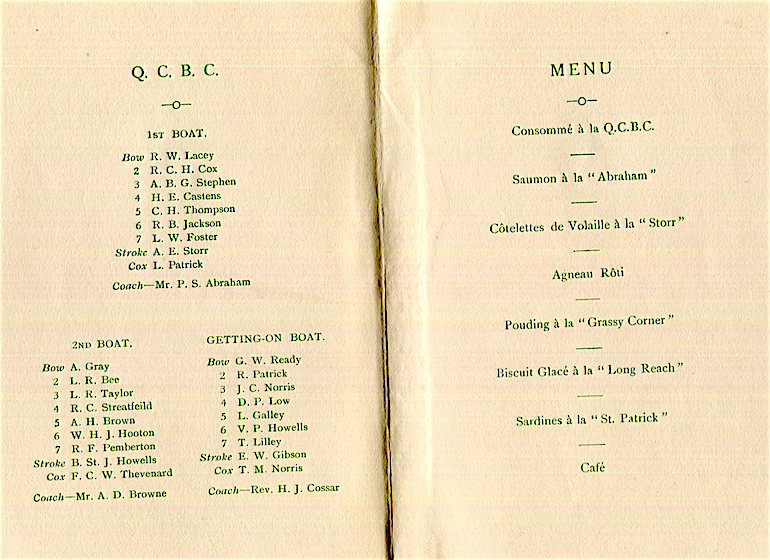 Q. C. B. C.
1ST BOAT.
Bow R. W. Lacey
2 R. C. H. Cox
3 A. B. G. Stephen
4 H. E. Castens
5 C. H. Thompson
6 R. B. Jackson
7 L. W. Foster
Stroke A. E. Storr
Cox L. Patrick
Coach—Mr. P. S. Abraham
2ND BOAT.
Bow A. Gray
2 L. R. Bee
3 L. R. Taylor
4 R. C. Streatfeild
5 A. H. Brown
6 W. H. J. Hooton
7 R. F. Pemberton
Stroke B. St. J. Howells
Cox F. C. W. Thevenard
Coach—Mr. A. D. Browne
GETTING-ON BOAT.
Bow G. W. Ready
2 R. Patrick
3 J. C. Norris
4 D. P. Low
5 L. Galley
6 V. P. Howells
7 T. Lilley
Stroke E. W. Gibson
Cox T. M. Norris
Coach—Rev. H. J. Cossar
MENU
Consommé à la Q.C.B.C.
Saumon à la “Abraham”
Côtelettes de Volaille à la “Storr”
Agneau Rôti
Pouding à la “Grassy Corner”
Biscuit Glacé à la “Long Reach”
Sardines à la “St. Patrick”
Café